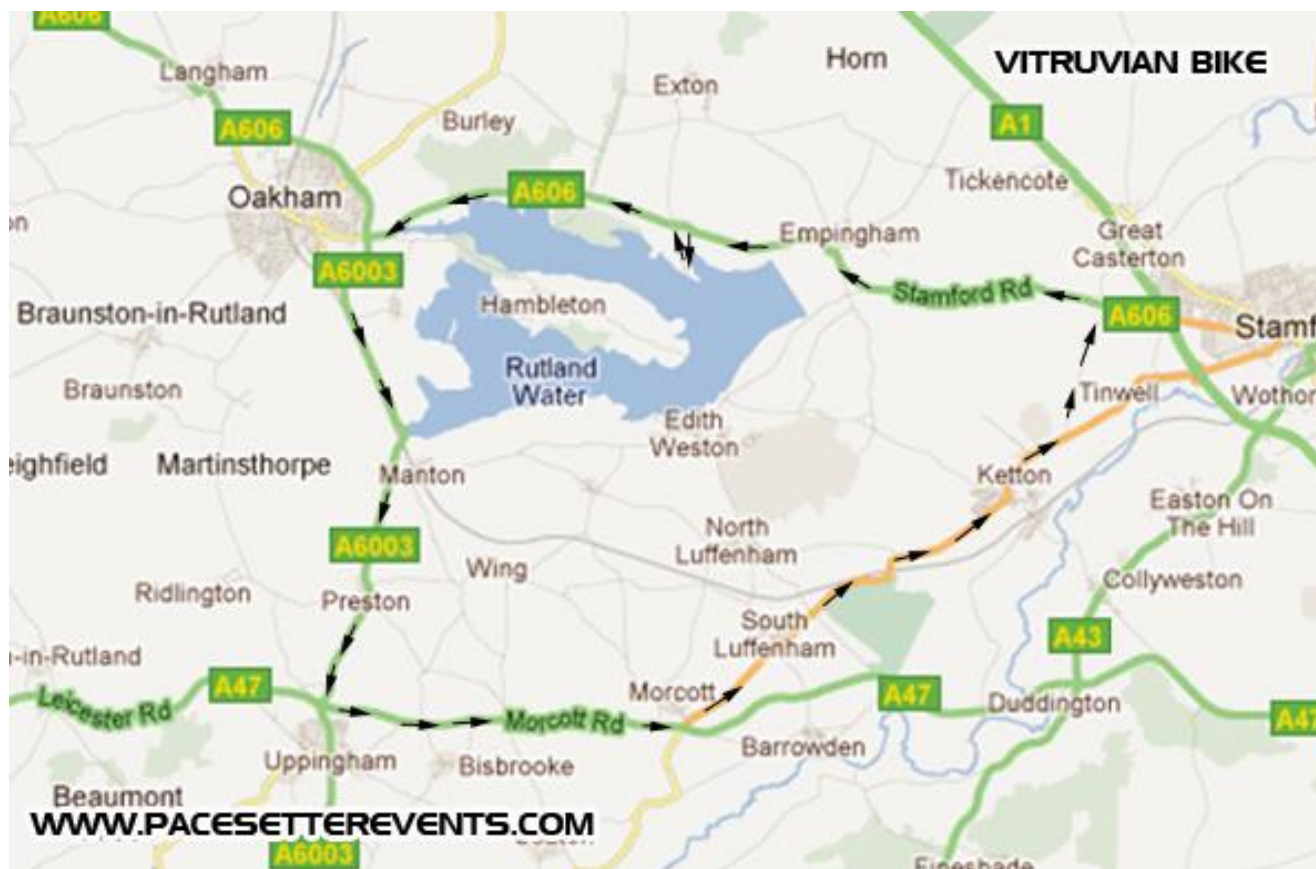 A606
VITRUVIAN BIKE
Horn
Langham
Exton
A1
A606
Burley
Tickencote
Oakham
A606
Empingham
Great
Casterton
A6003
Stamford Rd
Hambleton
A606
Braunston-in-Rutland
Stamf
Rutland
Water
Braunston
Tinwell
Wothor
Edith
Weston
eighfield
Martinsthorpe
Manton
Ketton
Easton On
The Hill
North
Luffenham
A6003
Wing
Ridlington
Preston
Collyweston
South
Luffenham
-in-Rutland
A43
A47
Morcott
A47
Duddington
Leicester Rd
Morcott Rd
Uppingham
Bisbrooke
Barrowden
Beaumont
WWW.PACESETTEREVENTS.COM
A6003